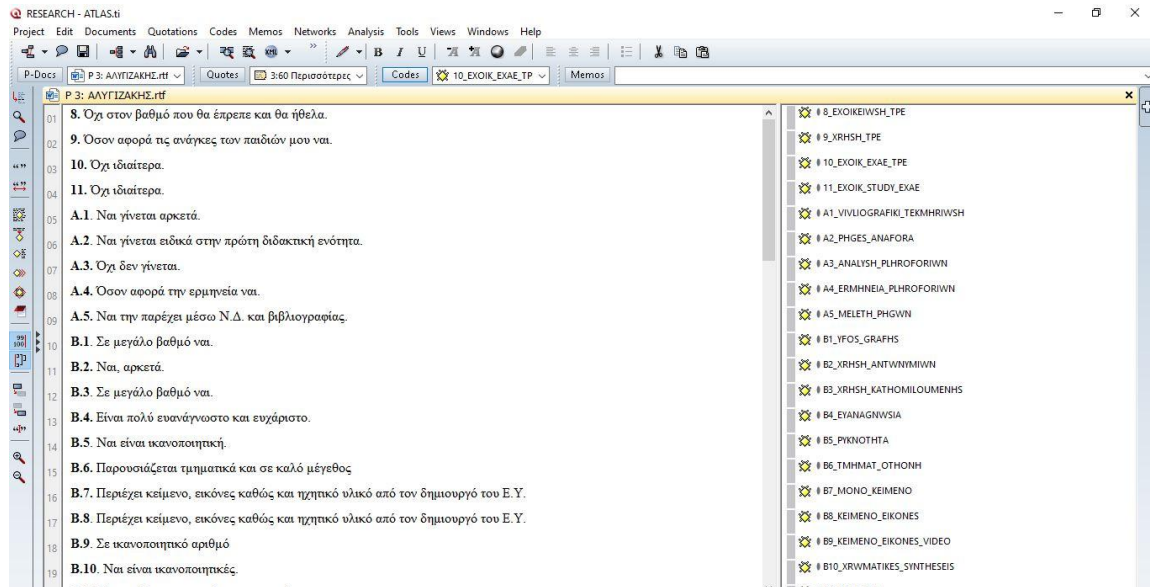 RESEARCH - ATLAS.ti
Project Edit Documents Quotations Codes Memos Networks Analysis Tools Views Windows Help
B I U
P-Docs P 3: ΑΛΥΓΙΖΑΚΗΣ.rtf Quotes 3:60 Περισσότερες Codes 10_EXOIK_EXAE_TP Memos
P 3: ΑΛΥΓΙΖΑΚΗΣ.rtf
01 8. Όχι στον βαθμό που θα έπρεπε και θα ήθελα. 8_EXOIKEIWSH_TPE
02 9. Όσον αφορά τις ανάγκες των παιδιών μου ναι. 9_XRHSH_TPE
03 10. Όχι ιδιαίτερα. 10_EXOIK_EXAE_TPE
04 11. Όχι ιδιαίτερα. 11_EXOIK_STUDY_EXAE
05 Α.1. Ναι γίνεται αρκετά. A1_VIVLIOGRAFIKI_TEKMHRIWSH
06 Α.2. Ναι γίνεται ειδικά στην πρώτη διδακτική ενότητα. A2_PHGES_ANAFORA
07 Α.3. Όχι δεν γίνεται. A3_ANALYSH_PLHROFORIWN
08 Α.4. Όσον αφορά την ερμηνεία ναι. A4_ERMHNEIA_PLHROFORIWN
09 Α.5. Ναι την παρέχει μέσω Ν.Δ. και βιβλιογραφίας. A5_MELETH_PHGWN
10 Β.1. Σε μεγάλο βαθμό ναι. B1_YFOS_GRAFHS
11 Β.2. Ναι, αρκετά. B2_XRHSH_ANTWNYMIWN
12 Β.3. Σε μεγάλο βαθμό ναι. B3_XRHSH_KATHOMILOUMENHS
13 Β.4. Είναι πολύ ευανάγνωστο και ευχάριστο. B4_EYANAGNWSIA
14 Β.5. Ναι είναι ικανοποιητική. B5_PYKNOTHTA
15 Β.6. Παρουσιάζεται τμηματικά και σε καλό μέγεθος B6_TMHMAT_OTHONH
16 Β.7. Περιέχει κείμενο, εικόνες καθώς και ηχητικό υλικό από τον δημιουργό του Ε.Υ. B7_MONO_KEIMENO
17 Β.8. Περιέχει κείμενο, εικόνες καθώς και ηχητικό υλικό από τον δημιουργό του Ε.Υ. B8_KEIMENO_EIKONES
18 Β.9. Σε ικανοποιητικό αριθμό B9_KEIMENO_EIKONES_VIDEO
19 Β.10. Ναι είναι ικανοποιητικές. B10_XRWMATIKES_SYNTHESEIS